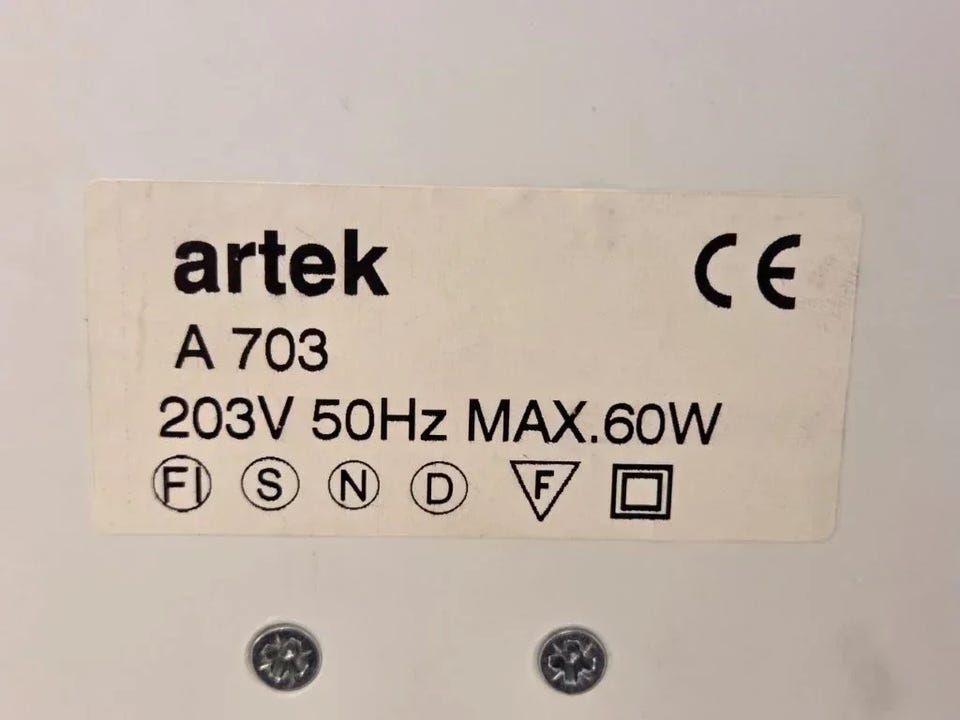 artek CE
A 703
203V 50Hz MAX.60W
FI S N D F